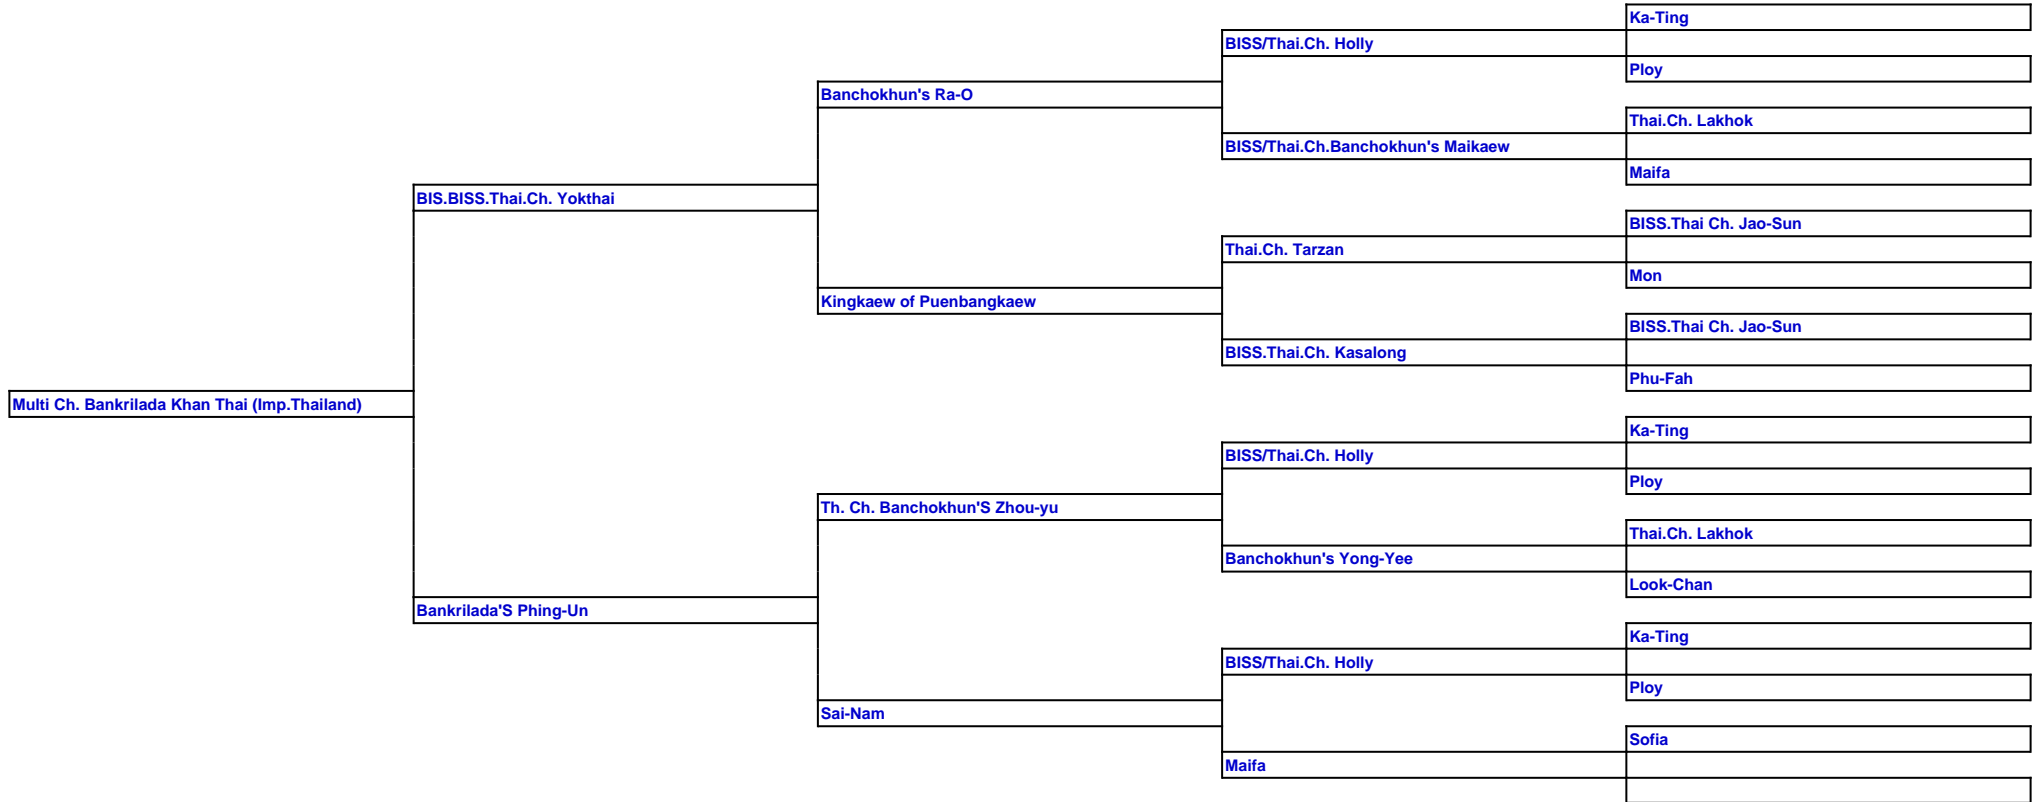 Ka-Ting
BISS/Thai.Ch. Holly
Ploy
Banchokhun's Ra-O
Thai.Ch. Lakhok
BISS/Thai.Ch.Banchokhun's Maikaew
Maifa
BIS.BISS.Thai.Ch. Yokthai
BISS.Thai Ch. Jao-Sun
Thai.Ch. Tarzan
Mon
Kingkaew of Puenbangkaew
BISS.Thai Ch. Jao-Sun
BISS.Thai.Ch. Kasalong
Phu-Fah
Multi Ch. Bankrilada Khan Thai (Imp.Thailand)
Ka-Ting
BISS/Thai.Ch. Holly
Ploy
Th. Ch. Banchokhun'S Zhou-yu
Thai.Ch. Lakhok
Banchokhun's Yong-Yee
Look-Chan
Bankrilada'S Phing-Un
Ka-Ting
BISS/Thai.Ch. Holly
Ploy
Sai-Nam
Sofia
Maifa